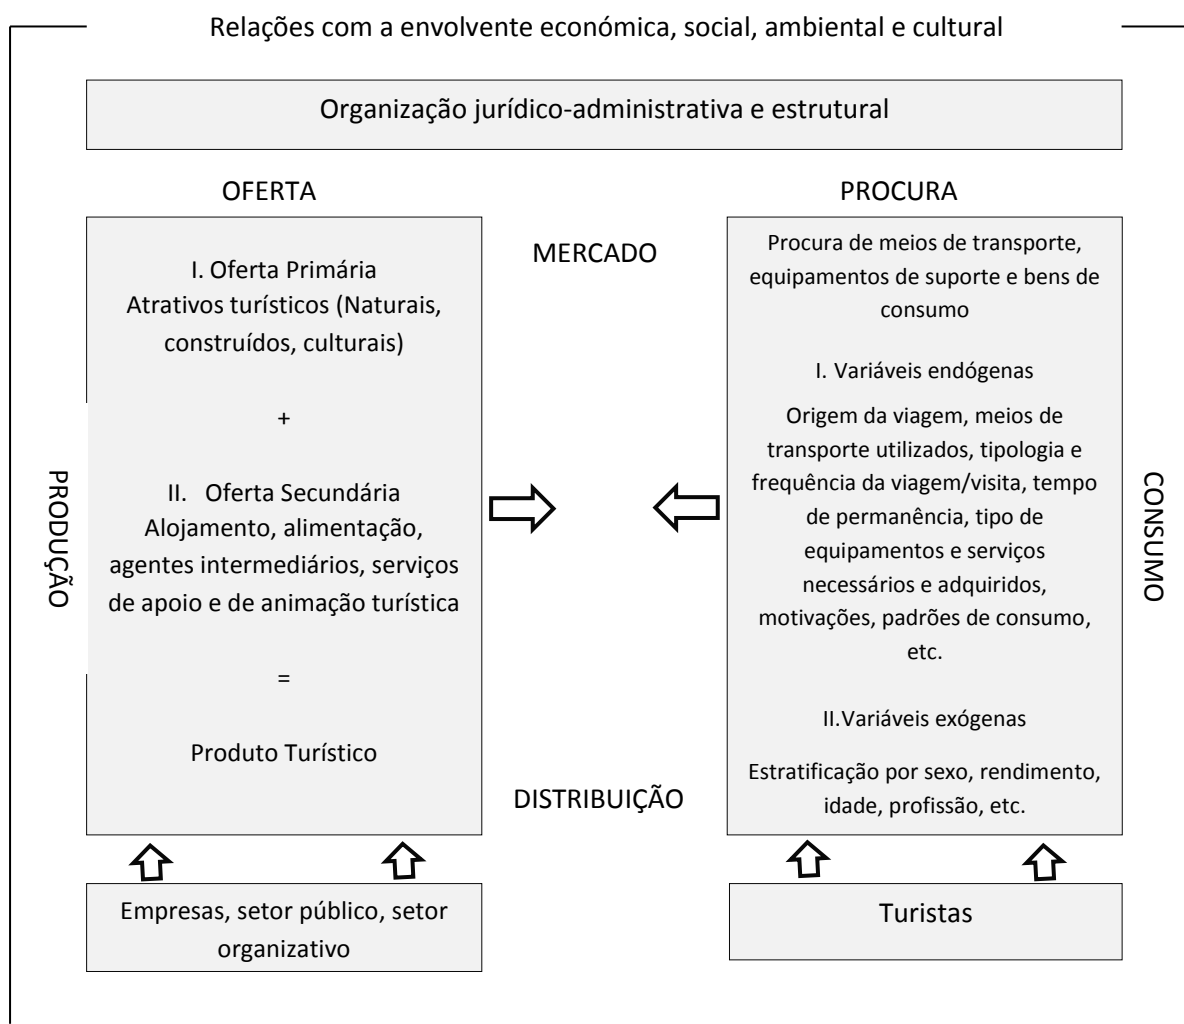 Relações com a envolvente económica, social, ambiental e cultural
Organização jurídico-administrativa e estrutural
OFERTA
PROCURA
MERCADO
I. Oferta Primária
Atrativos turísticos (Naturais,
construídos, culturais)
+
II. Oferta Secundária
Alojamento, alimentação,
agentes intermediários, serviços
de apoio e de animação turística
=
Produto Turístico
PRODUÇÃO
Procura de meios de transporte,
equipamentos de suporte e bens de
consumo
I. Variáveis endógenas
Origem da viagem, meios de
transporte utilizados, tipologia e
frequência da viagem/visita, tempo
de permanência, tipo de
equipamentos e serviços
necessários e adquiridos,
motivações, padrões de consumo,
etc.
II.Variáveis exógenas
Estratificação por sexo, rendimento,
idade, profissão, etc.
CONSUMO
DISTRIBUIÇÃO
Empresas, setor público, setor
organizativo
Turistas